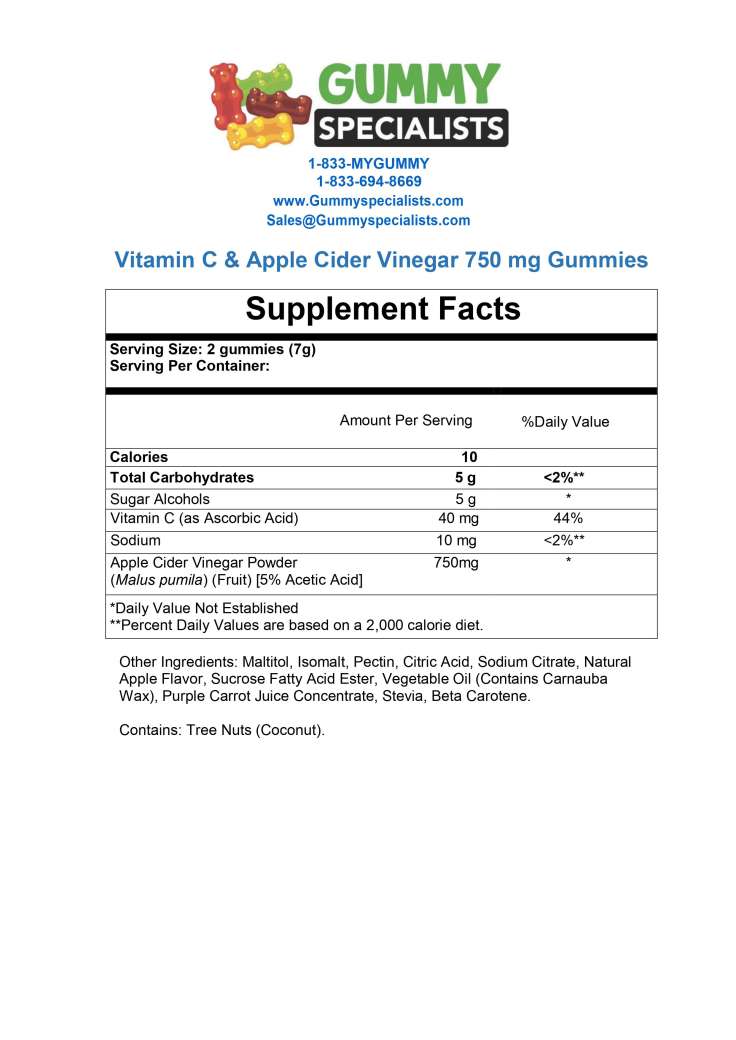 GUMMY
SPECIALISTS
1-833-MYGUMMY
1-833-694-8669
www.Gummyspecialists.com
Sales@Gummyspecialists.com
Vitamin C & Apple Cider Vinegar 750 mg Gummies
Supplement Facts
Serving Size: 2 gummies (7g)
Serving Per Container:
Amount Per Serving %Daily Value
Calories 10
Total Carbohydrates 5 g <2%**
Sugar Alcohols 5 g *
Vitamin C (as Ascorbic Acid) 40 mg 44%
Sodium 10 mg <2%**
Apple Cider Vinegar Powder 750mg *
(Malus pumila) (Fruit) [5% Acetic Acid]
*Daily Value Not Established
**Percent Daily Values are based on a 2,000 calorie diet.
Other Ingredients: Maltitol, Isomalt, Pectin, Citric Acid, Sodium Citrate, Natural
Apple Flavor, Sucrose Fatty Acid Ester, Vegetable Oil (Contains Carnauba
Wax), Purple Carrot Juice Concentrate, Stevia, Beta Carotene.
Contains: Tree Nuts (Coconut).